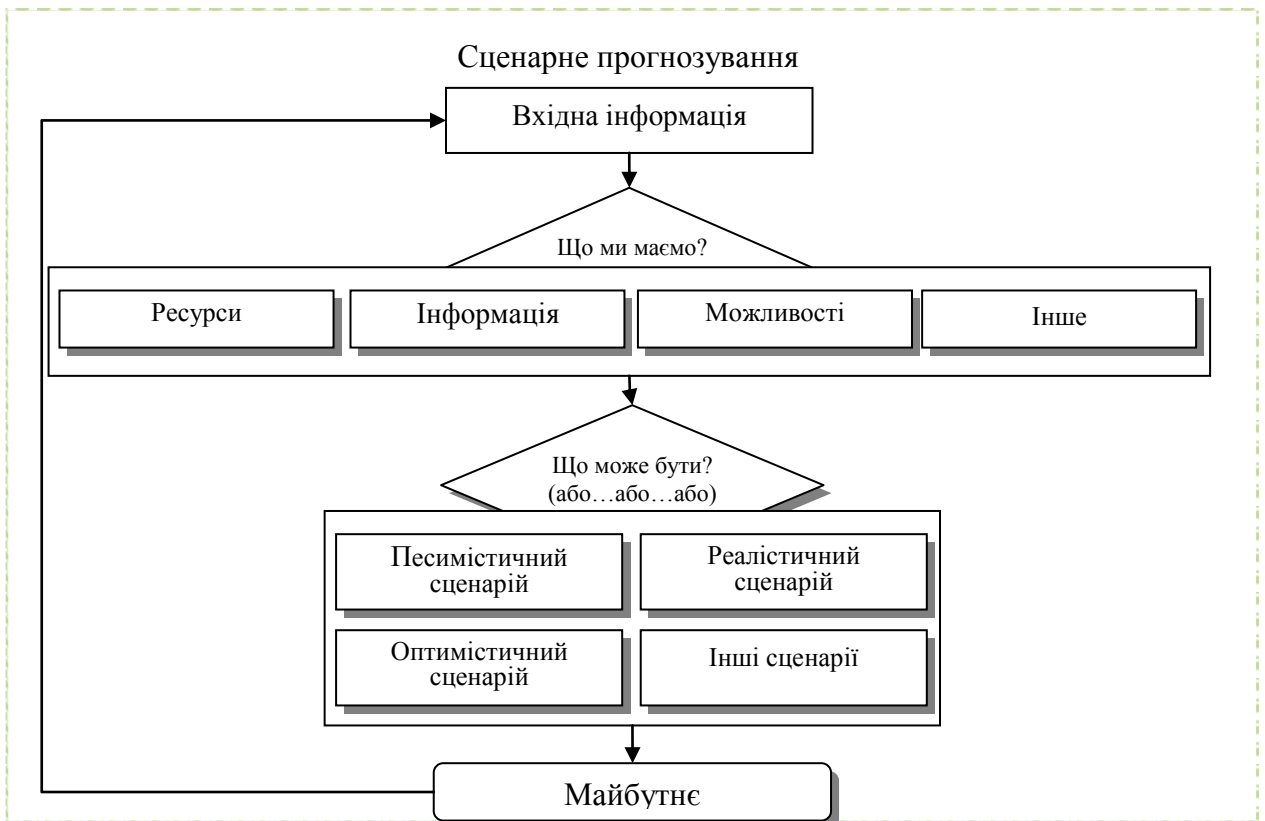 Сценарне прогнозування
Вхідна інформація
Що ми маємо?
Ресурси
Інформація
Можливості
Інше
Що може бути?
(або…або…або)
Песимістичний
сценарій
Реалістичний
сценарій
Оптимістичний
сценарій
Інші сценарії
Майбутнє